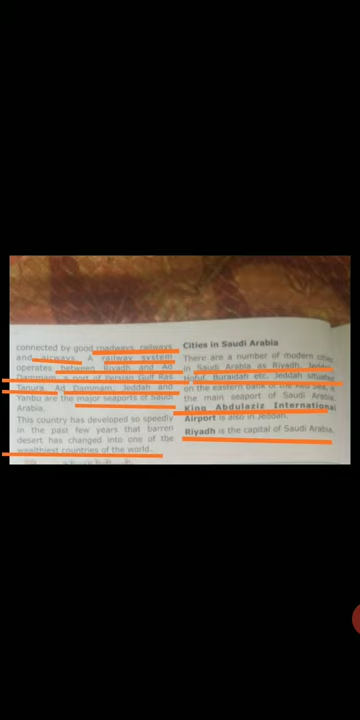 connected by good roadways, railways
and airways. A railway system
operates between Riyadh and Ad
Dammam, a port of Persian Gulf Ras
Tanura, Ad Dammam; Jeddah and
Yanbu are the major seaports of Saudi
Arabia.
This country has developed so speedily
in the past few years that barren
desert has changed into one of the
wealthiest countries of the world.
Cities in Saudi Arabia
There are a number of modern cities
in Saudi Arabia as Riyadh,
Hofuf, Buraidah etc. Jeddah situated
on the eastern bank of the Red Sea, is
the main seaport of Saudi Arabia.
King Abdulaziz International
Airport is also in Jeddah.
Riyadh is the capital of Saudi Arabia.